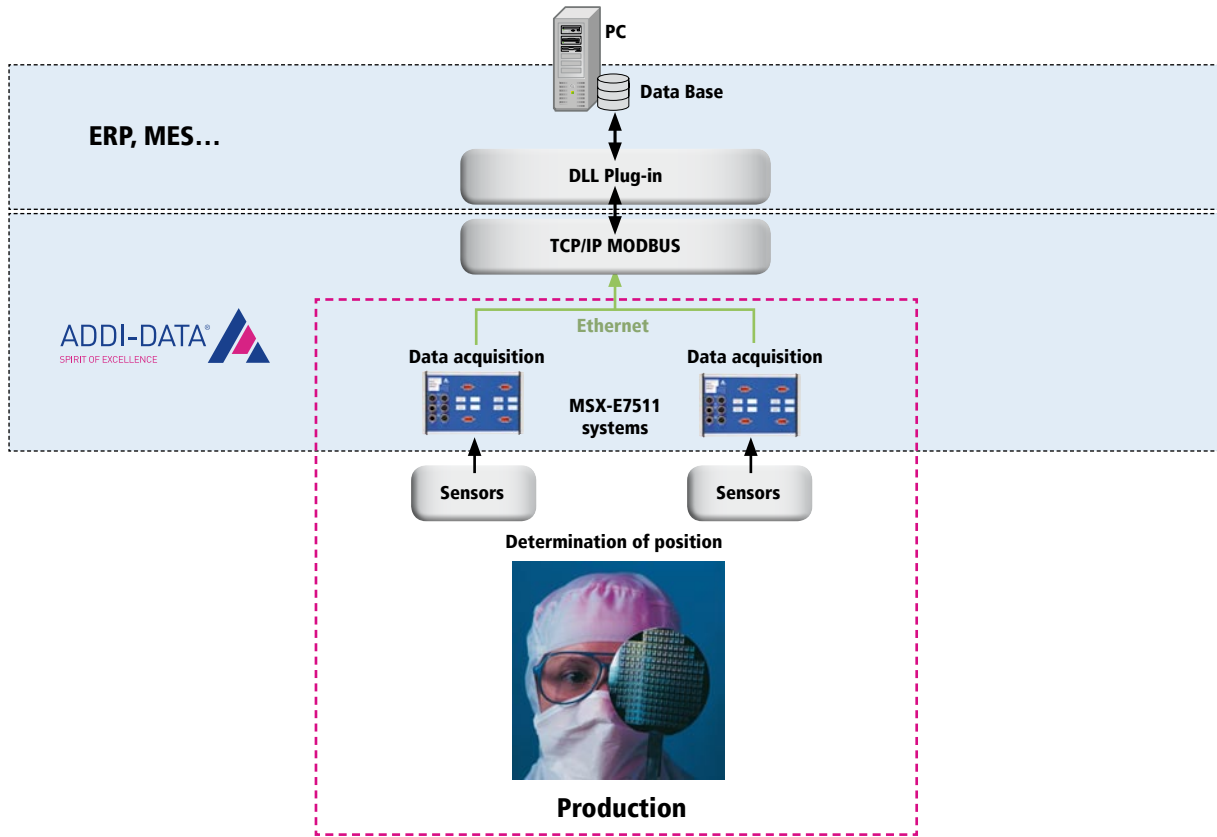 PC
Data Base
ERP, MES…
DLL Plug-in
TCP/IP MODBUS
ADDI-DATA®
SPIRIT OF EXCELLENCE
Ethernet
Data acquisition
Data acquisition
MSX-E7511
systems
Sensors
Sensors
Determination of position
Production